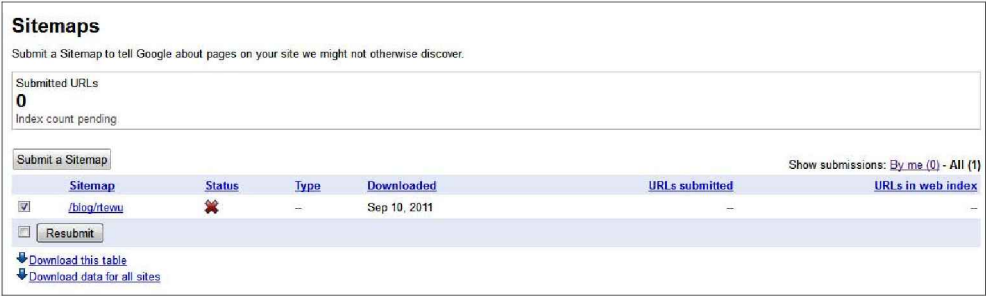 Sitemaps
Submit a Sitemap to tell Google about pages on your site we might not otherwise discover.
Submitted URLs
0
Index count pending
Submit a Sitemap
Show submissions: By me (0) - All (1)
Sitemap Status Type Downloaded URLs submitted URLs in web index
/blog/rtewu -- Sep 10, 2011 -- --
Resubmit
Download this table
Download data for all sites